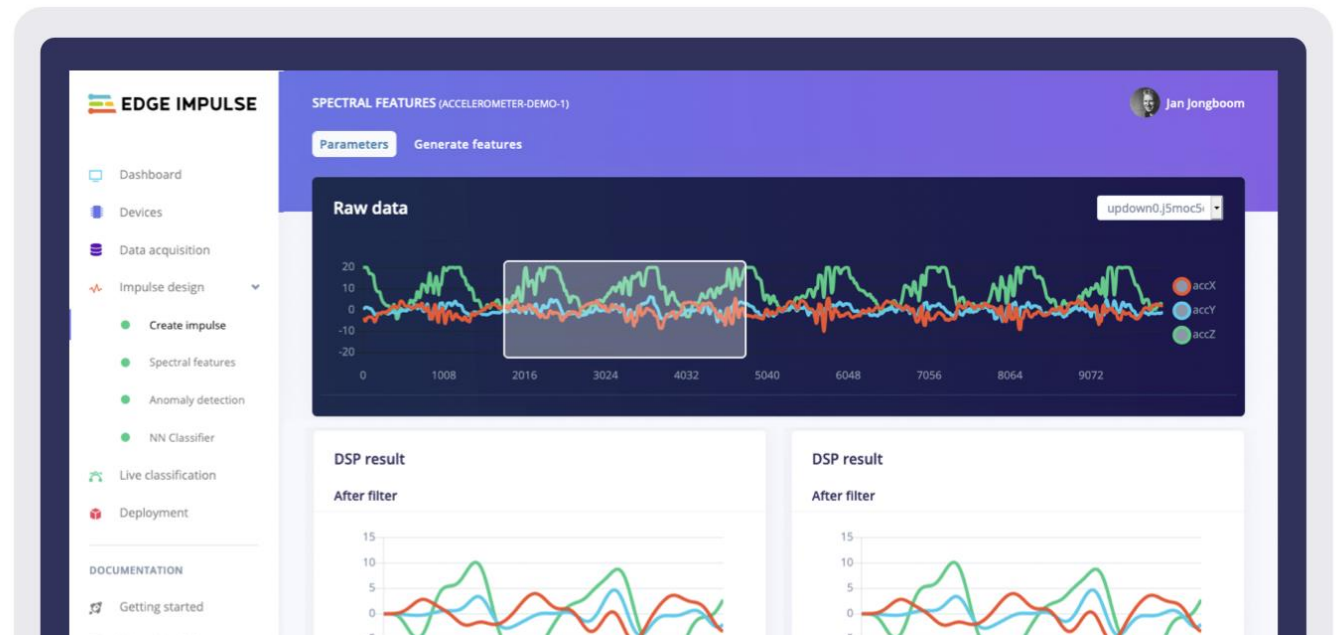 EDGE IMPULSE
Dashboard
Devices
Data acquisition
Impulse design
Create impulse
Spectral features
Anomaly detection
NN Classifier
Live classification
Deployment
DOCUMENTATION
Getting started
SPECTRAL FEATURES (ACCELEROMETER-DEMO-1)
Jan Jongboom
Parameters Generate features
Raw data
updown0.j5moc5
20
10
0
-10
-20
0 1008 2016 3024 4032 5040 6048 7056 8064 9072
accX
accY
accZ
DSP result
After filter
15
10
5
0
DSP result
After filter
15
10
5
0